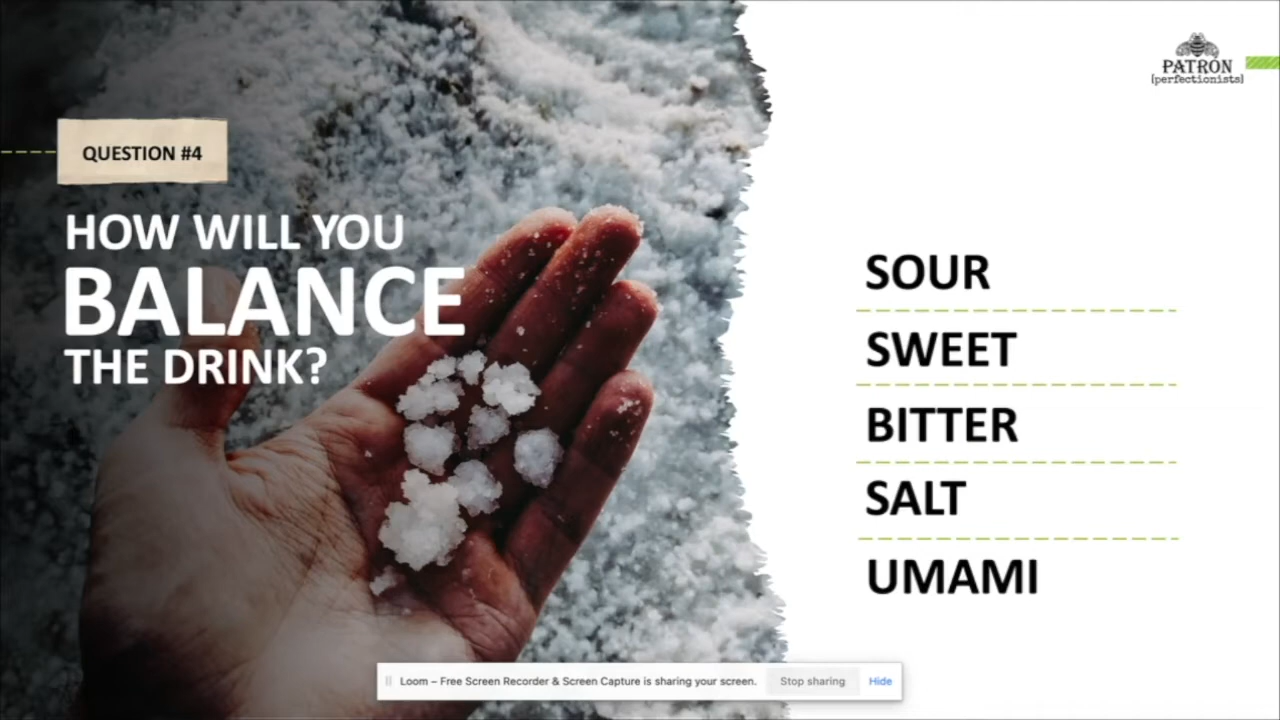 PATRÓN
[perfectionists]
QUESTION #4
HOW WILL YOU
BALANCE
THE DRINK?
SOUR
SWEET
BITTER
SALT
UMAMI
Loom – Free Screen Recorder & Screen Capture is sharing your screen.
Stop sharing
Hide